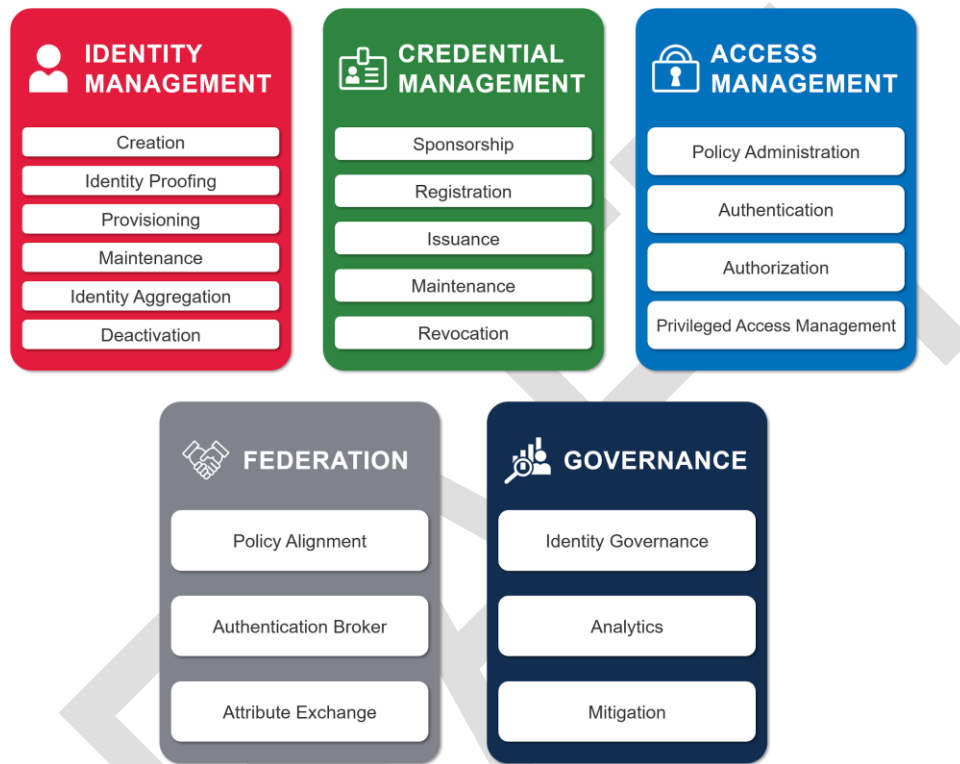 IDENTITY
MANAGEMENT
Creation
Identity Proofing
Provisioning
Maintenance
Identity Aggregation
Deactivation
CREDENTIAL
MANAGEMENT
Sponsorship
Registration
Issuance
Maintenance
Revocation
ACCESS
MANAGEMENT
Policy Administration
Authentication
Authorization
Privileged Access Management
FEDERATION
Policy Alignment
Authentication Broker
Attribute Exchange
GOVERNANCE
Identity Governance
Analytics
Mitigation